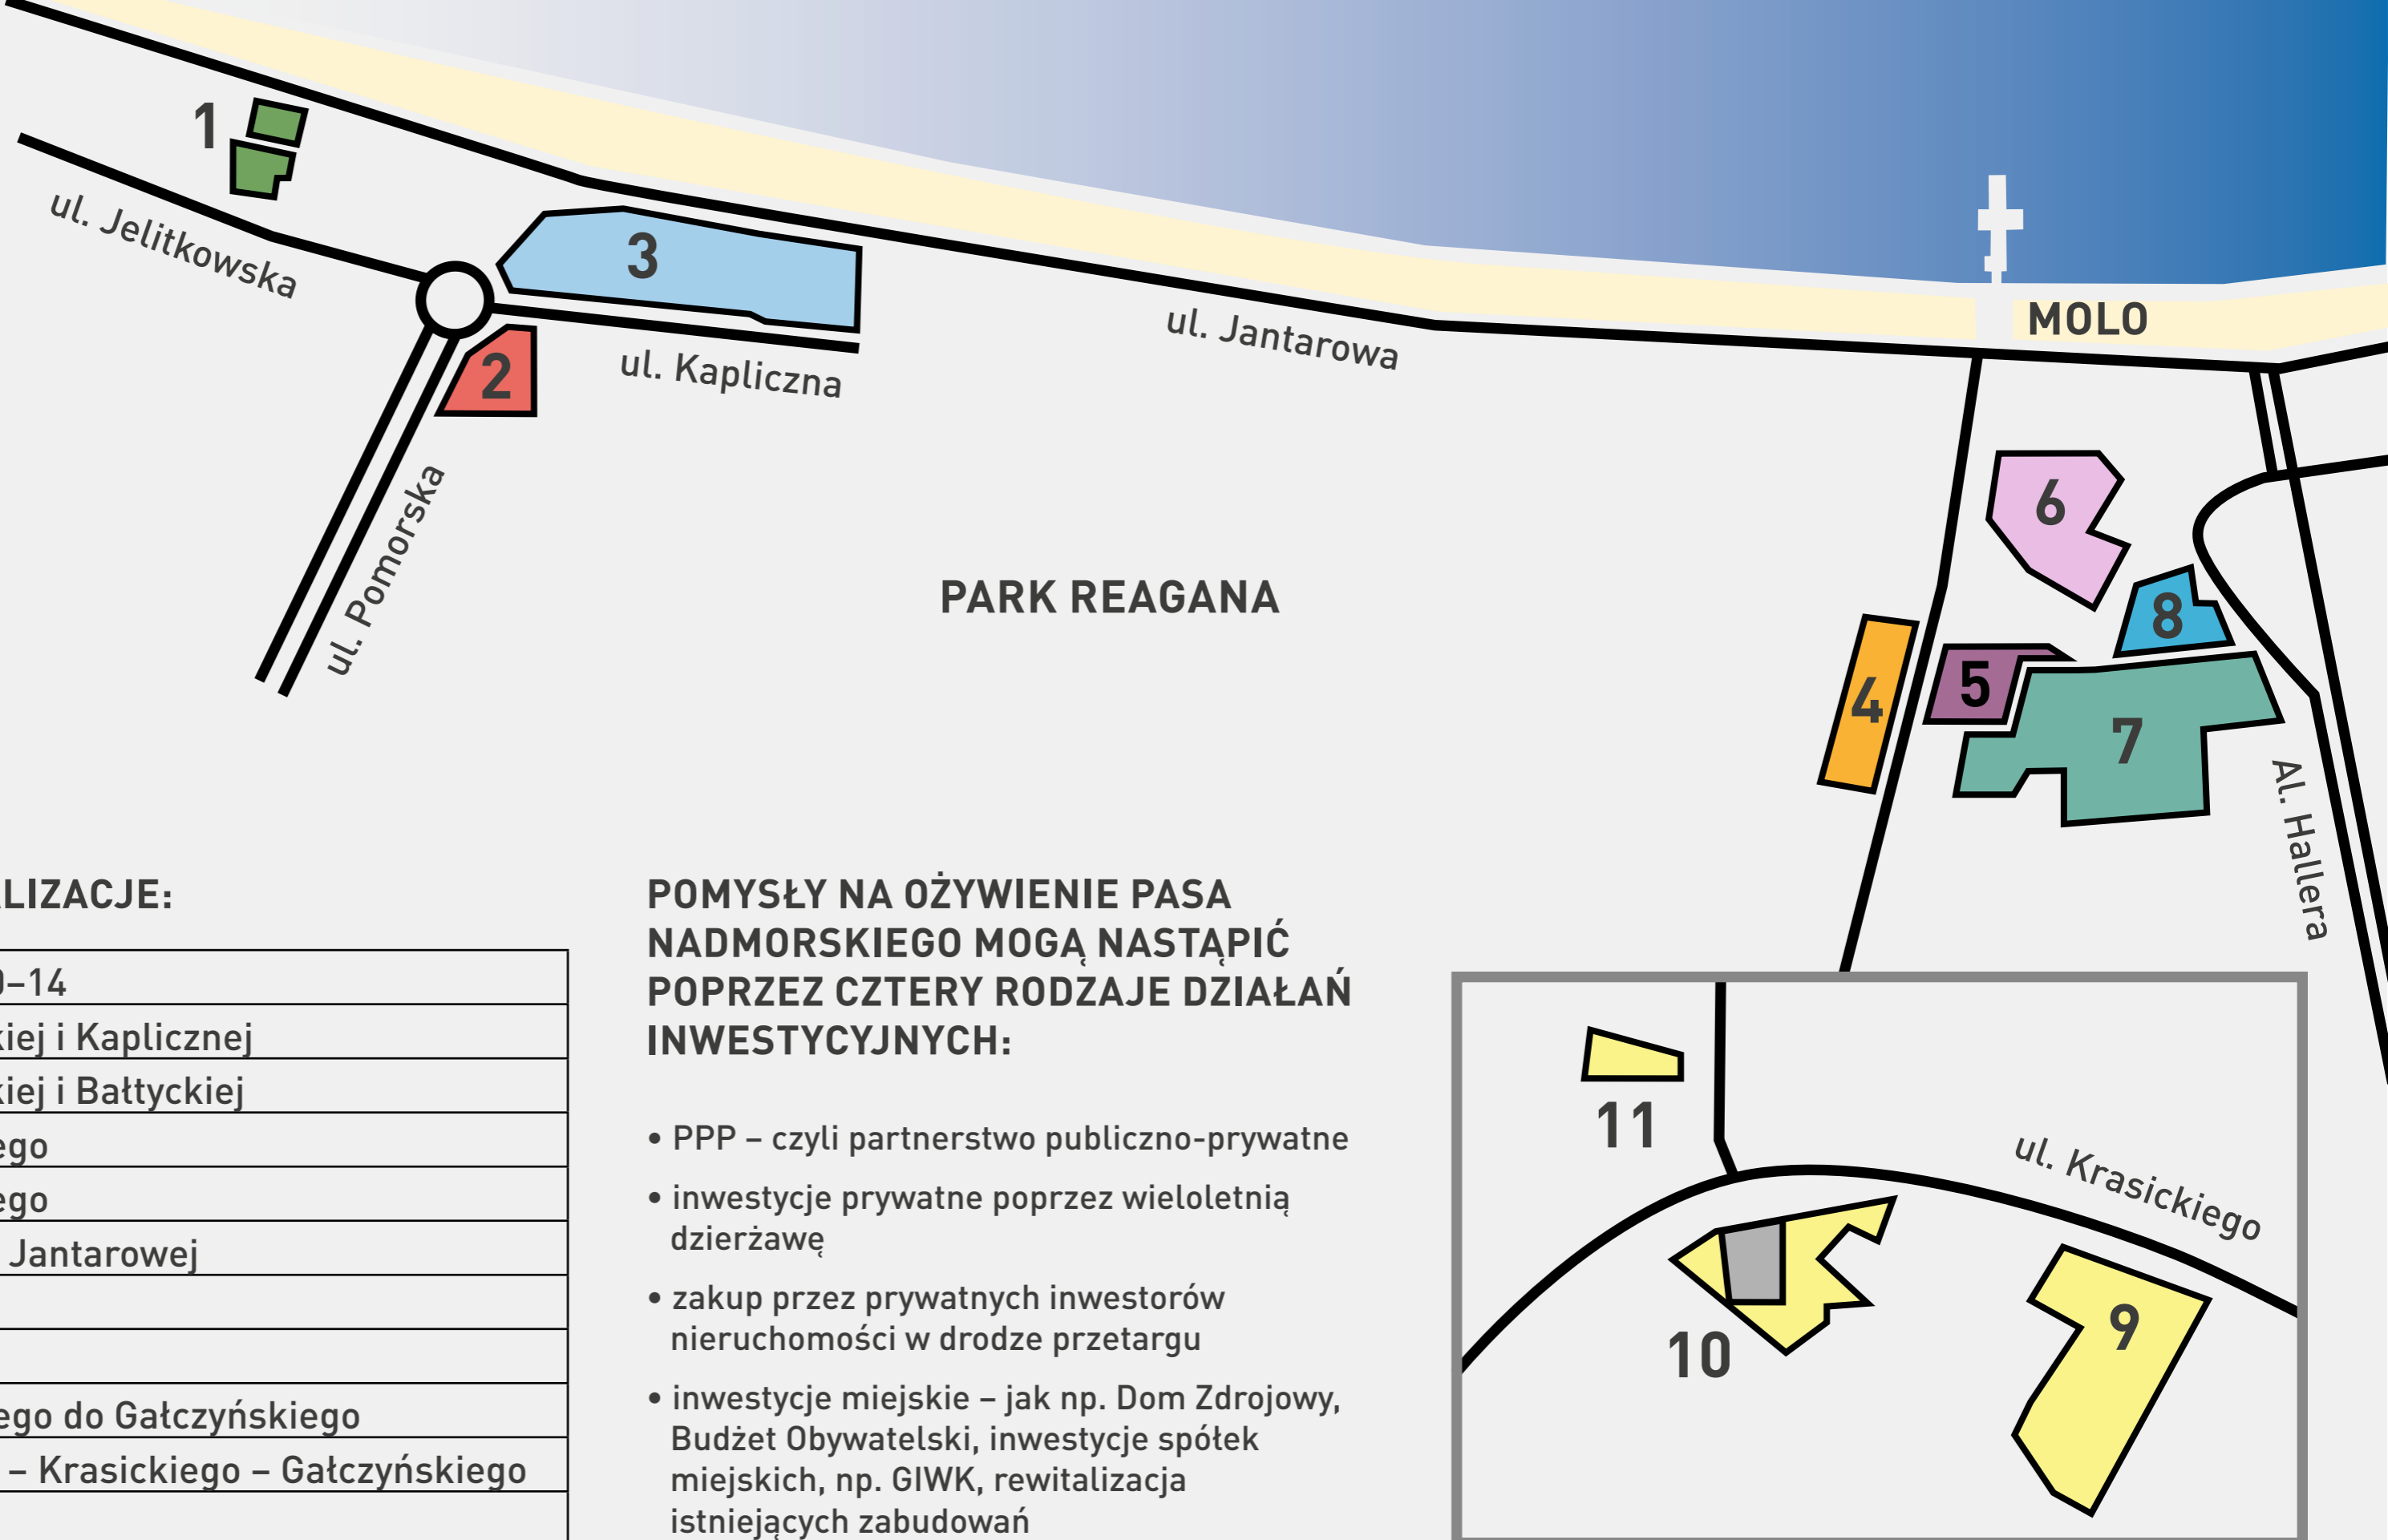 1
ul. Jelitkowska
3
2
ul. Kapliczna
ul. Pomorska
ul. Jantarowa
MOLO
PARK REAGANA
6
8
4
5
7
Al. Hallera
LIZACJE:
–14
kiej i Kaplicznej
kiej i Bałtyckiej
ego
ego
Jantarowej
ego do Gałczyńskiego
– Krasickiego – Gałczyńskiego
POMYSŁY NA OŻYWIENIE PASA
NADMORSKIEGO MOGĄ NASTĄPIĆ
POPRZEZ CZTERY RODZAJE DZIAŁAŃ
INWESTYCYJNYCH:
• PPP – czyli partnerstwo publiczno-prywatne
• inwestycje prywatne poprzez wieloletnią
dzierżawę
• zakup przez prywatnych inwestorów
nieruchomości w drodze przetargu
• inwestycje miejskie – jak np. Dom Zdrojowy,
Budżet Obywatelski, inwestycje spółek
miejskich, np. GIWK, rewitalizacja
istniejących zabudowań
11
ul. Krasickiego
10
9